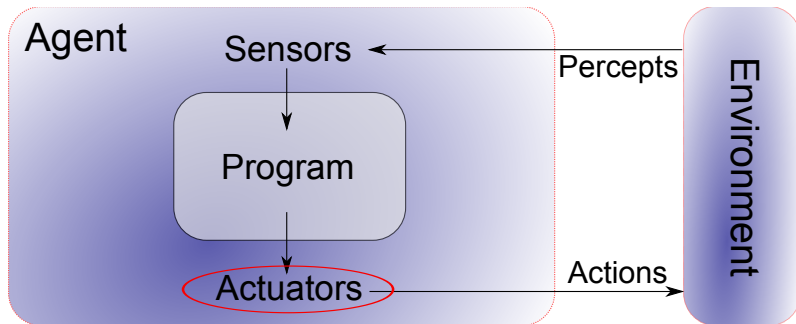 Agent
Sensors
Percepts
Program
Environment
Actions
Actuators